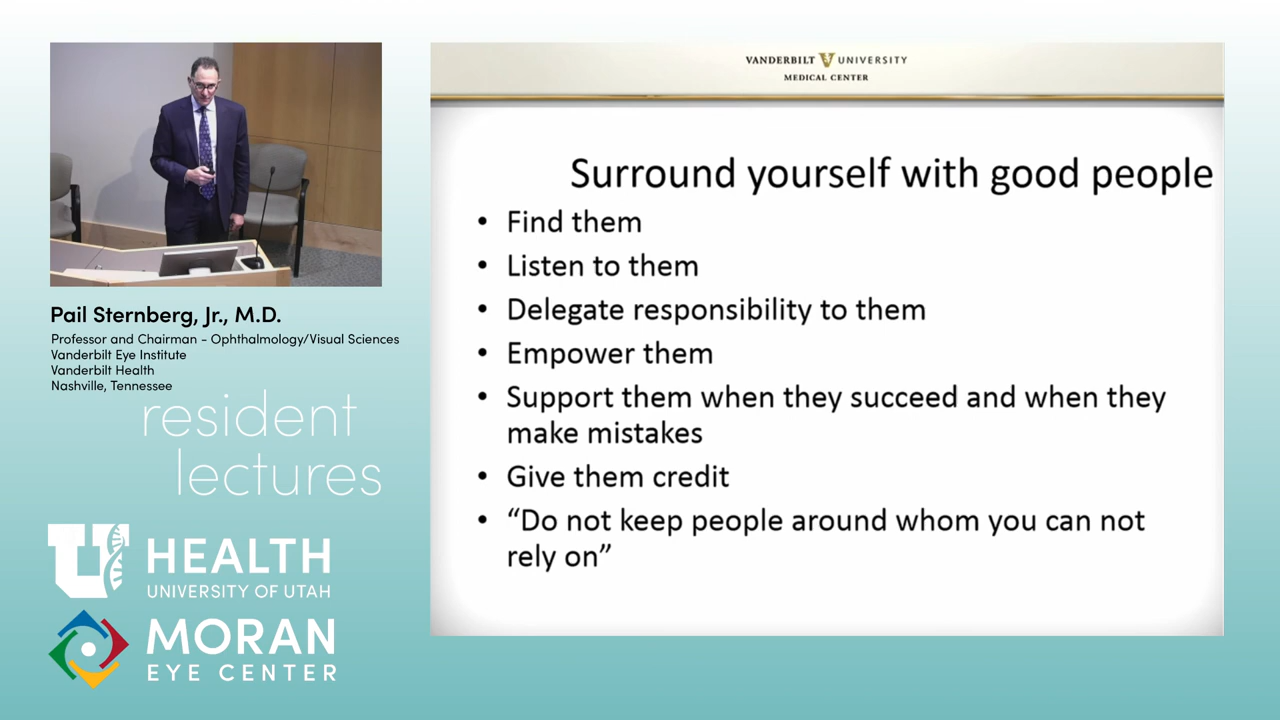 VANDERBILT UNIVERSITY
MEDICAL CENTER
Surround yourself with good people
• Find them
• Listen to them
• Delegate responsibility to them
• Empower them
• Support them when they succeed and when they
make mistakes
• Give them credit
• “Do not keep people around whom you can not
rely on”
Pail Sternberg, Jr., M.D.
Professor and Chairman - Ophthalmology/Visual Sciences
Vanderbilt Eye Institute
Vanderbilt Health
Nashville, Tennessee
resident
lectures
U HEALTH
UNIVERSITY OF UTAH
MORAN
EYE CENTER